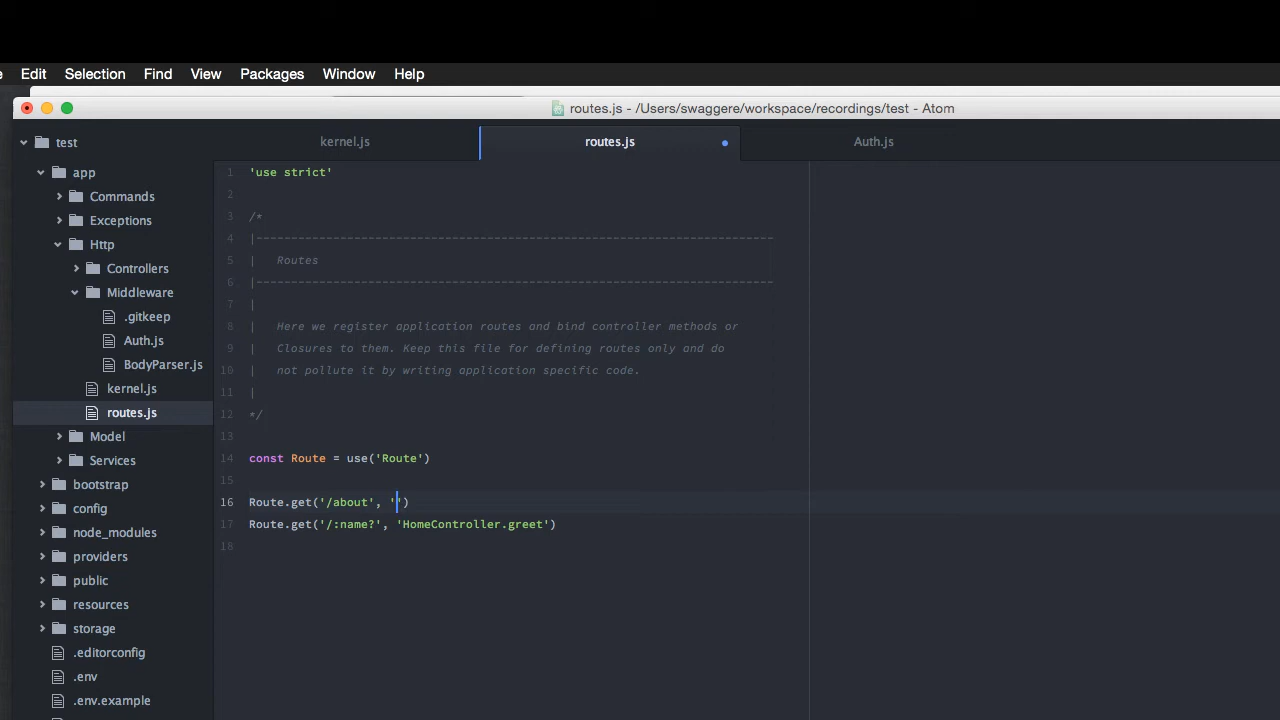 Edit Selection Find View Packages Window Help
routes.js - /Users/swaggere/workspace/recordings/test - Atom
test
app
Commands
Exceptions
Http
Controllers
Middleware
.gitkeep
Auth.js
BodyParser.js
kernel.js
routes.js
Model
Services
bootstrap
config
node_modules
providers
public
resources
storage
.editorconfig
.env
.env.example
kernel.js routes.js Auth.js
1 'use strict'
2
3 /*
4 |--------------------------------------------------------------------------
5 | Routes
6 |--------------------------------------------------------------------------
7 |
8 | Here we register application routes and bind controller methods or
9 | Closures to them. Keep this file for defining routes only and do
10 | not pollute it by writing application specific code.
11 |
12 */
13
14 const Route = use('Route')
15
16 Route.get('/about', '')
17 Route.get('/:name?', 'HomeController.greet')
18